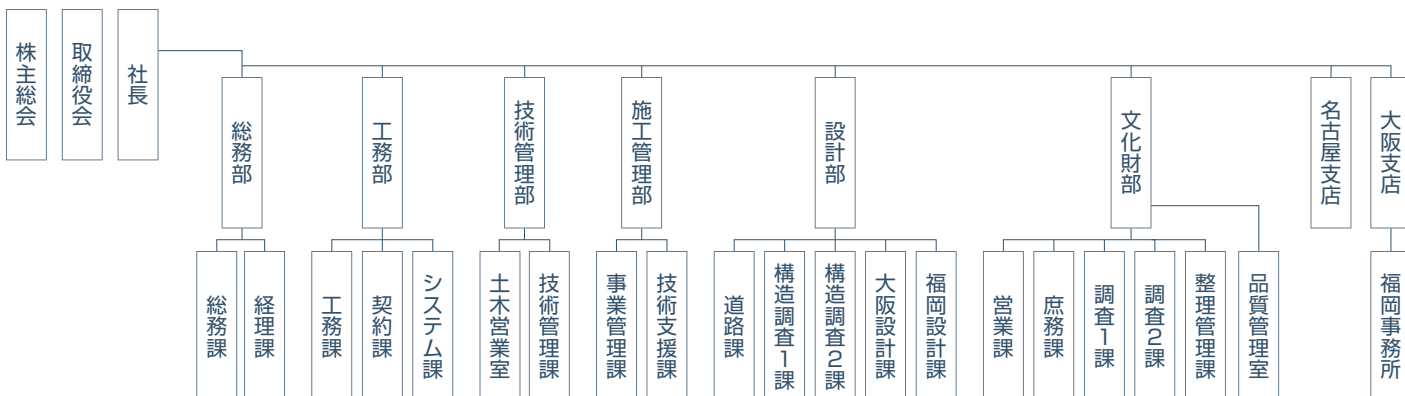 株主総会
取締役会
社長
総務部
工務部
技術管理部
施工管理部
設計部
文化財部
名古屋支店
大阪支店
総務課
経理課
工務課
契約課
システム課
土木営業室
技術管理課
事業管理課
技術支援課
道路課
構造調査1課
構造調査2課
大阪設計課
福岡設計課
営業課
庶務課
調査1課
調査2課
整理管理課
品質管理室
福岡事務所